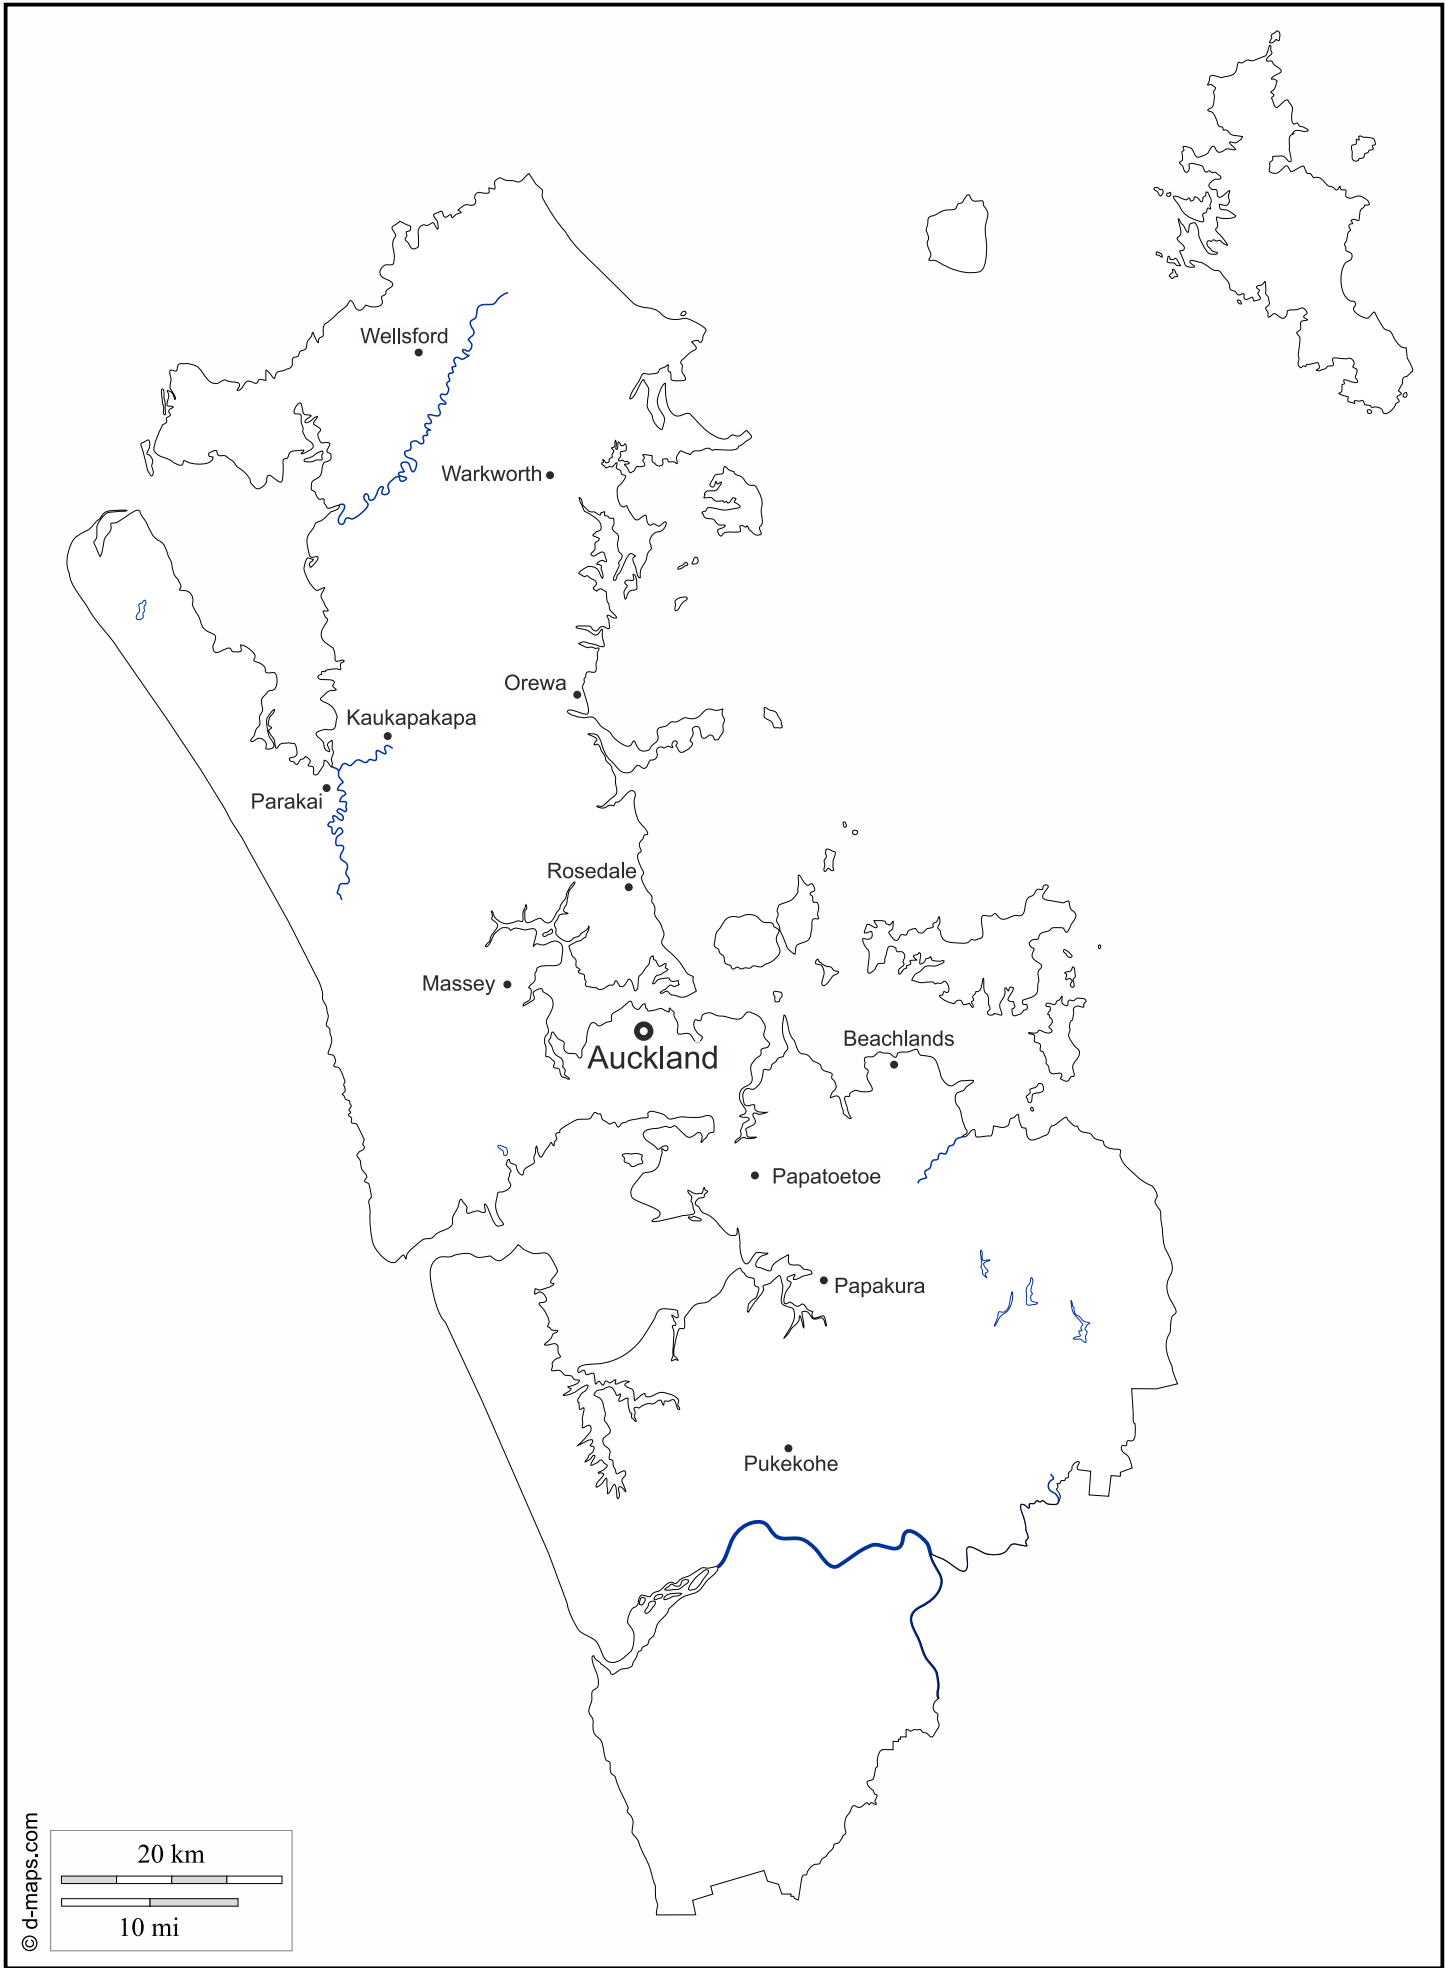 Wellsford
Warkworth
Orewa
Kaukapakapa
Parakai
Rosedale
Massey
Auckland
Beachlands
Papatoetoe
Papakura
Pukekohe
20 km
10 mi
© d-maps.com